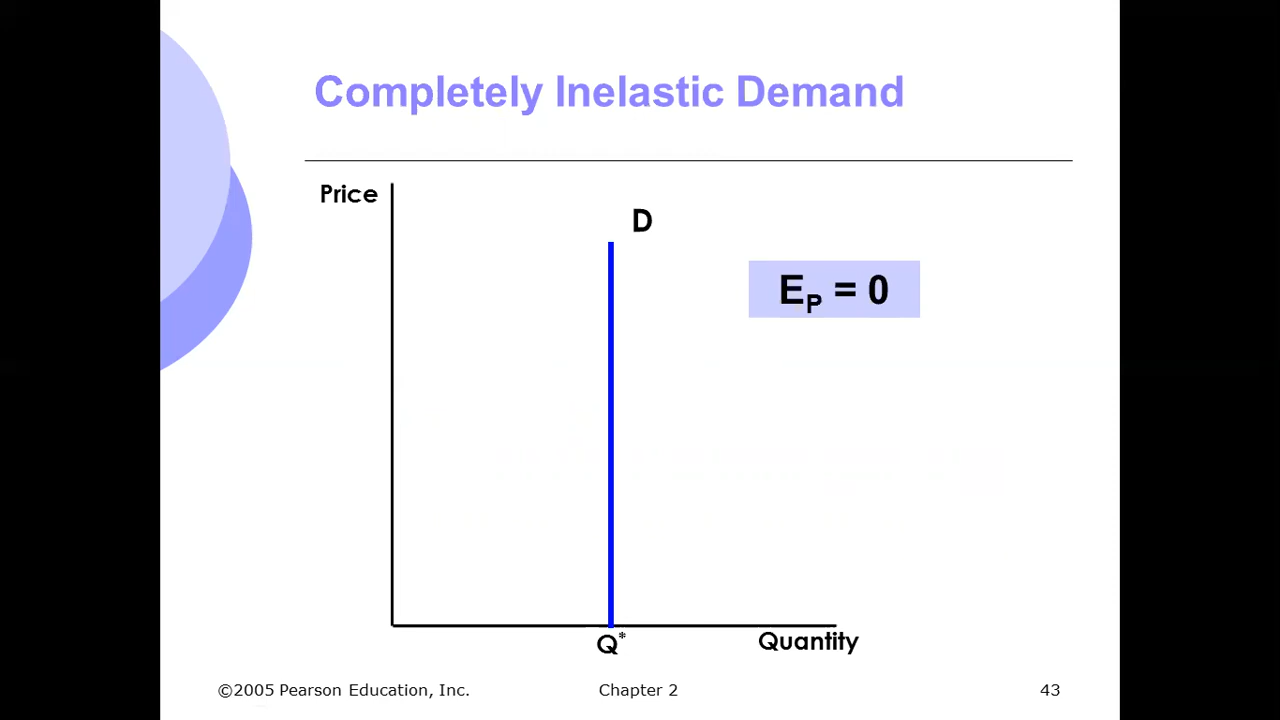 Completely Inelastic Demand
Price
D
E_P = 0
Q*
Quantity
©2005 Pearson Education, Inc.
Chapter 2
43